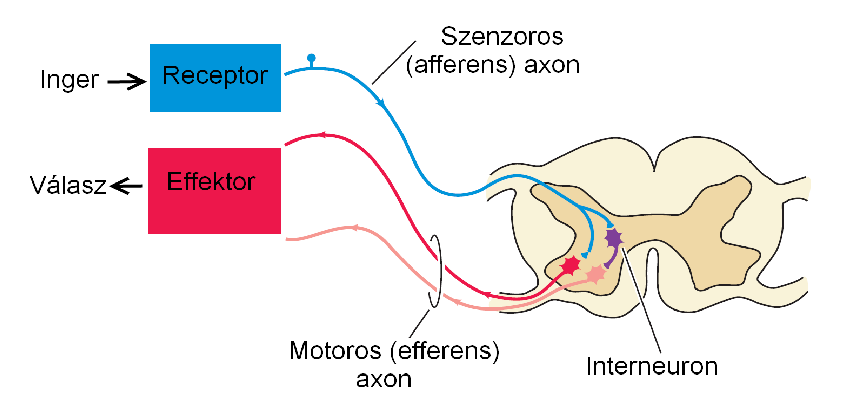 Szenzoros
(afferens) axon
Inger
Receptor
Válasz
Effektor
Motoros (efferens)
axon
Interneuron